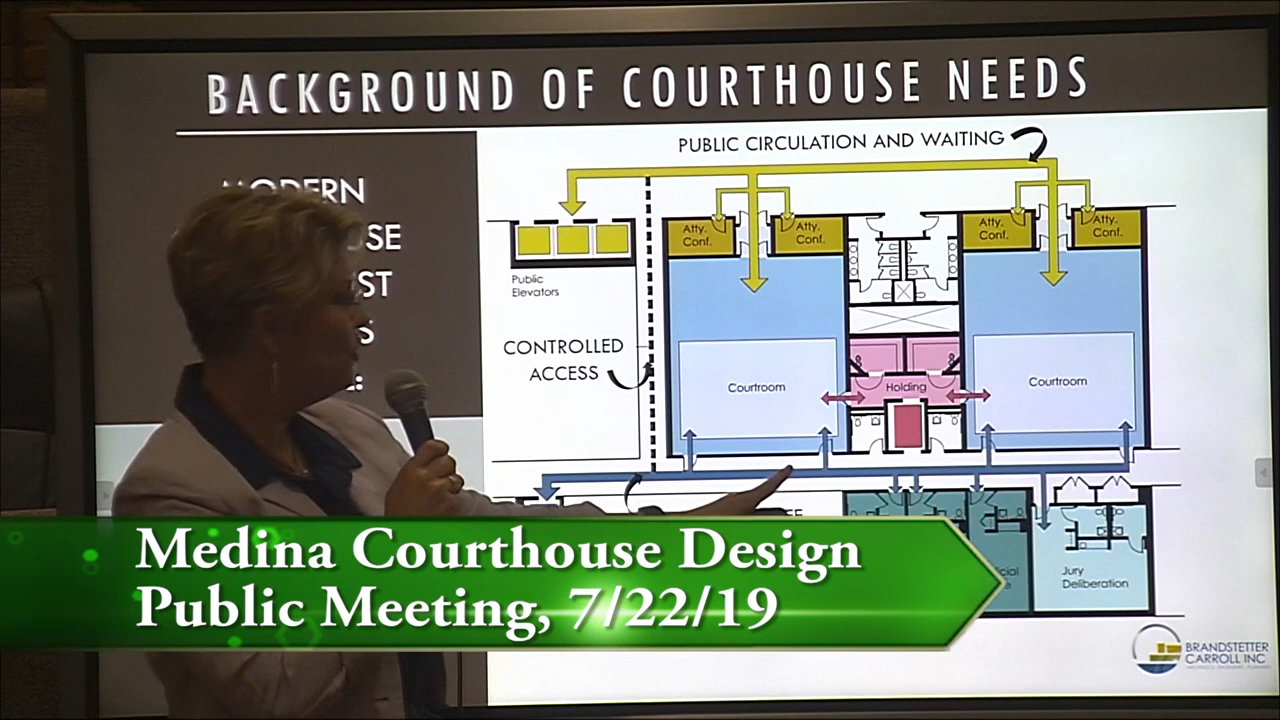 BACKGROUND OF COURTHOUSE NEEDS
PUBLIC CIRCULATION AND WAITING
Atty.
Conf.
Atty.
Conf.
Atty.
Conf.
Atty.
Conf.
Public
Elevators
CONTROLLED
ACCESS
Courtroom
Holding
Courtroom
Jury
Deliberation
Medina Courthouse Design
Public Meeting, 7/22/19
BRANDSTETTER
CARROLL INC